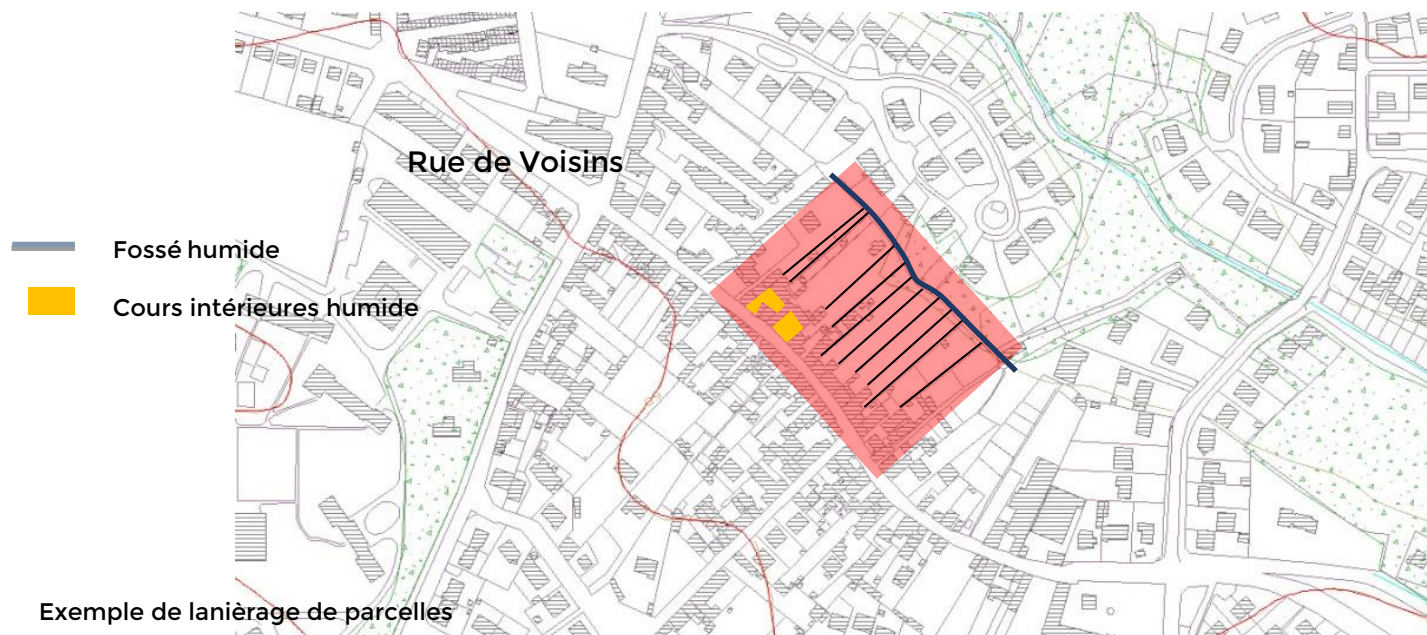 Rue de Voisins
Fossé humide
Cours intérieures humide
Exemple de lanièrage de parcelles